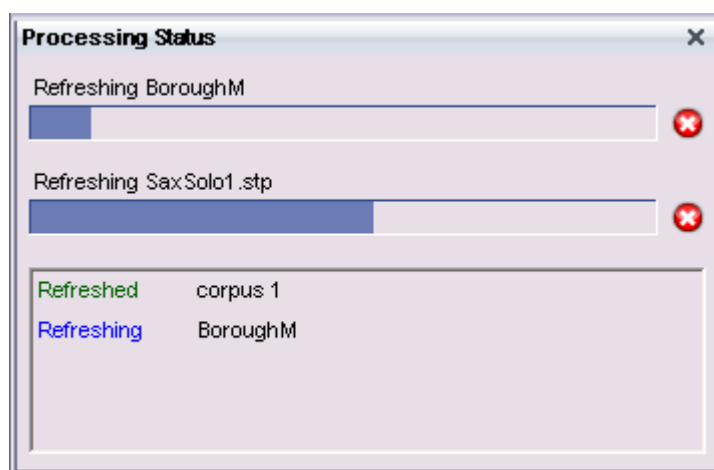 Processing Status
Refreshing BoroughM
Refreshing SaxSolo1.stp
Refreshed corpus 1
Refreshing BoroughM